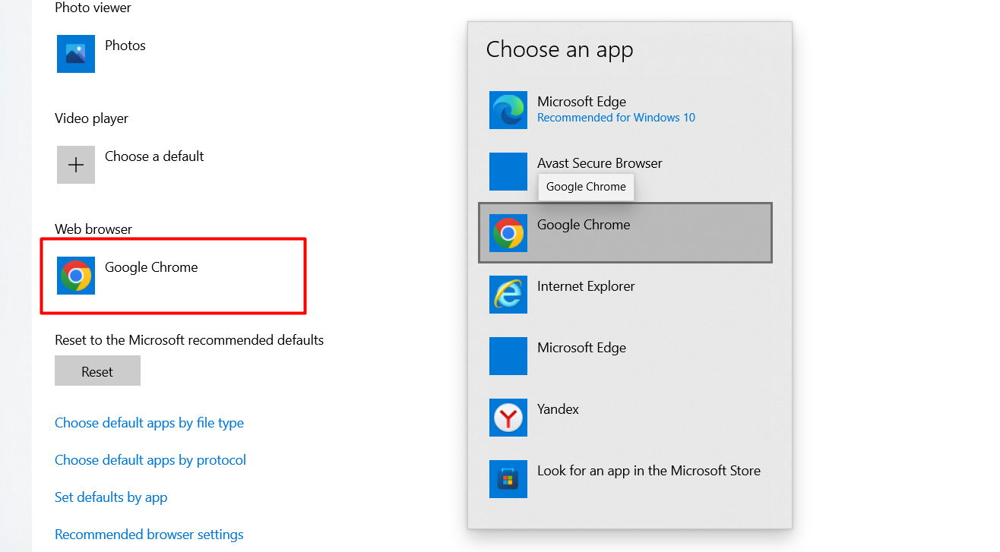 Photo viewer
Photos
Video player
Choose a default
Web browser
Google Chrome
Reset to the Microsoft recommended defaults
Reset
Choose default apps by file type
Choose default apps by protocol
Set defaults by app
Recommended browser settings
Choose an app
Microsoft Edge
Recommended for Windows 10
Avast Secure Browser
Google Chrome
Google Chrome
Internet Explorer
Microsoft Edge
Yandex
Look for an app in the Microsoft Store